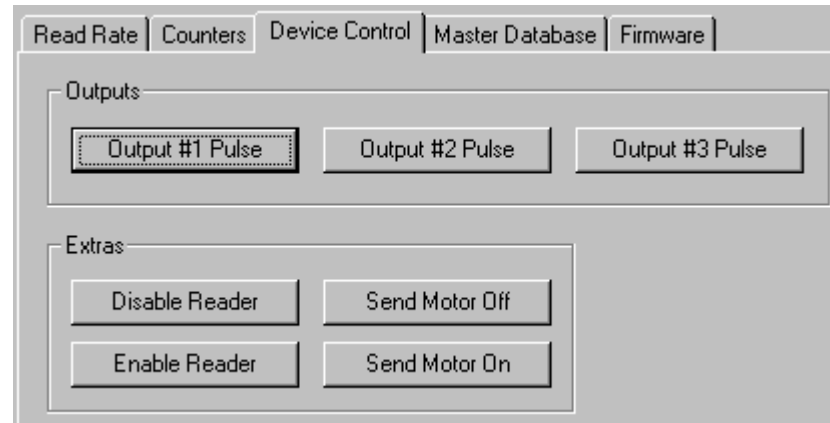 Read Rate Counters Device Control Master Database Firmware
Outputs
Output #1 Pulse Output #2 Pulse Output #3 Pulse
Extras
Disable Reader Send Motor Off
Enable Reader Send Motor On